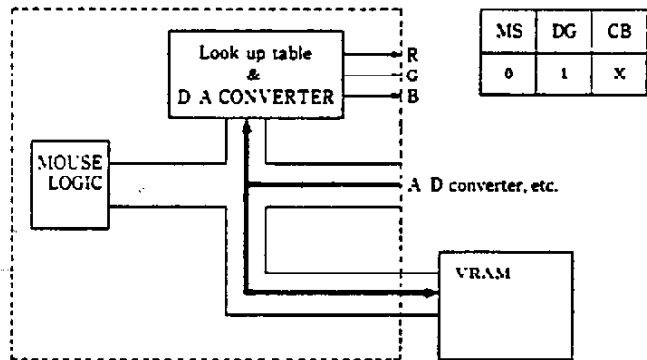 Look up table
&
D A CONVERTER
R
G
B
MS DG CB
0 1 X
MOUSE
LOGIC
A D converter, etc.
VRAM